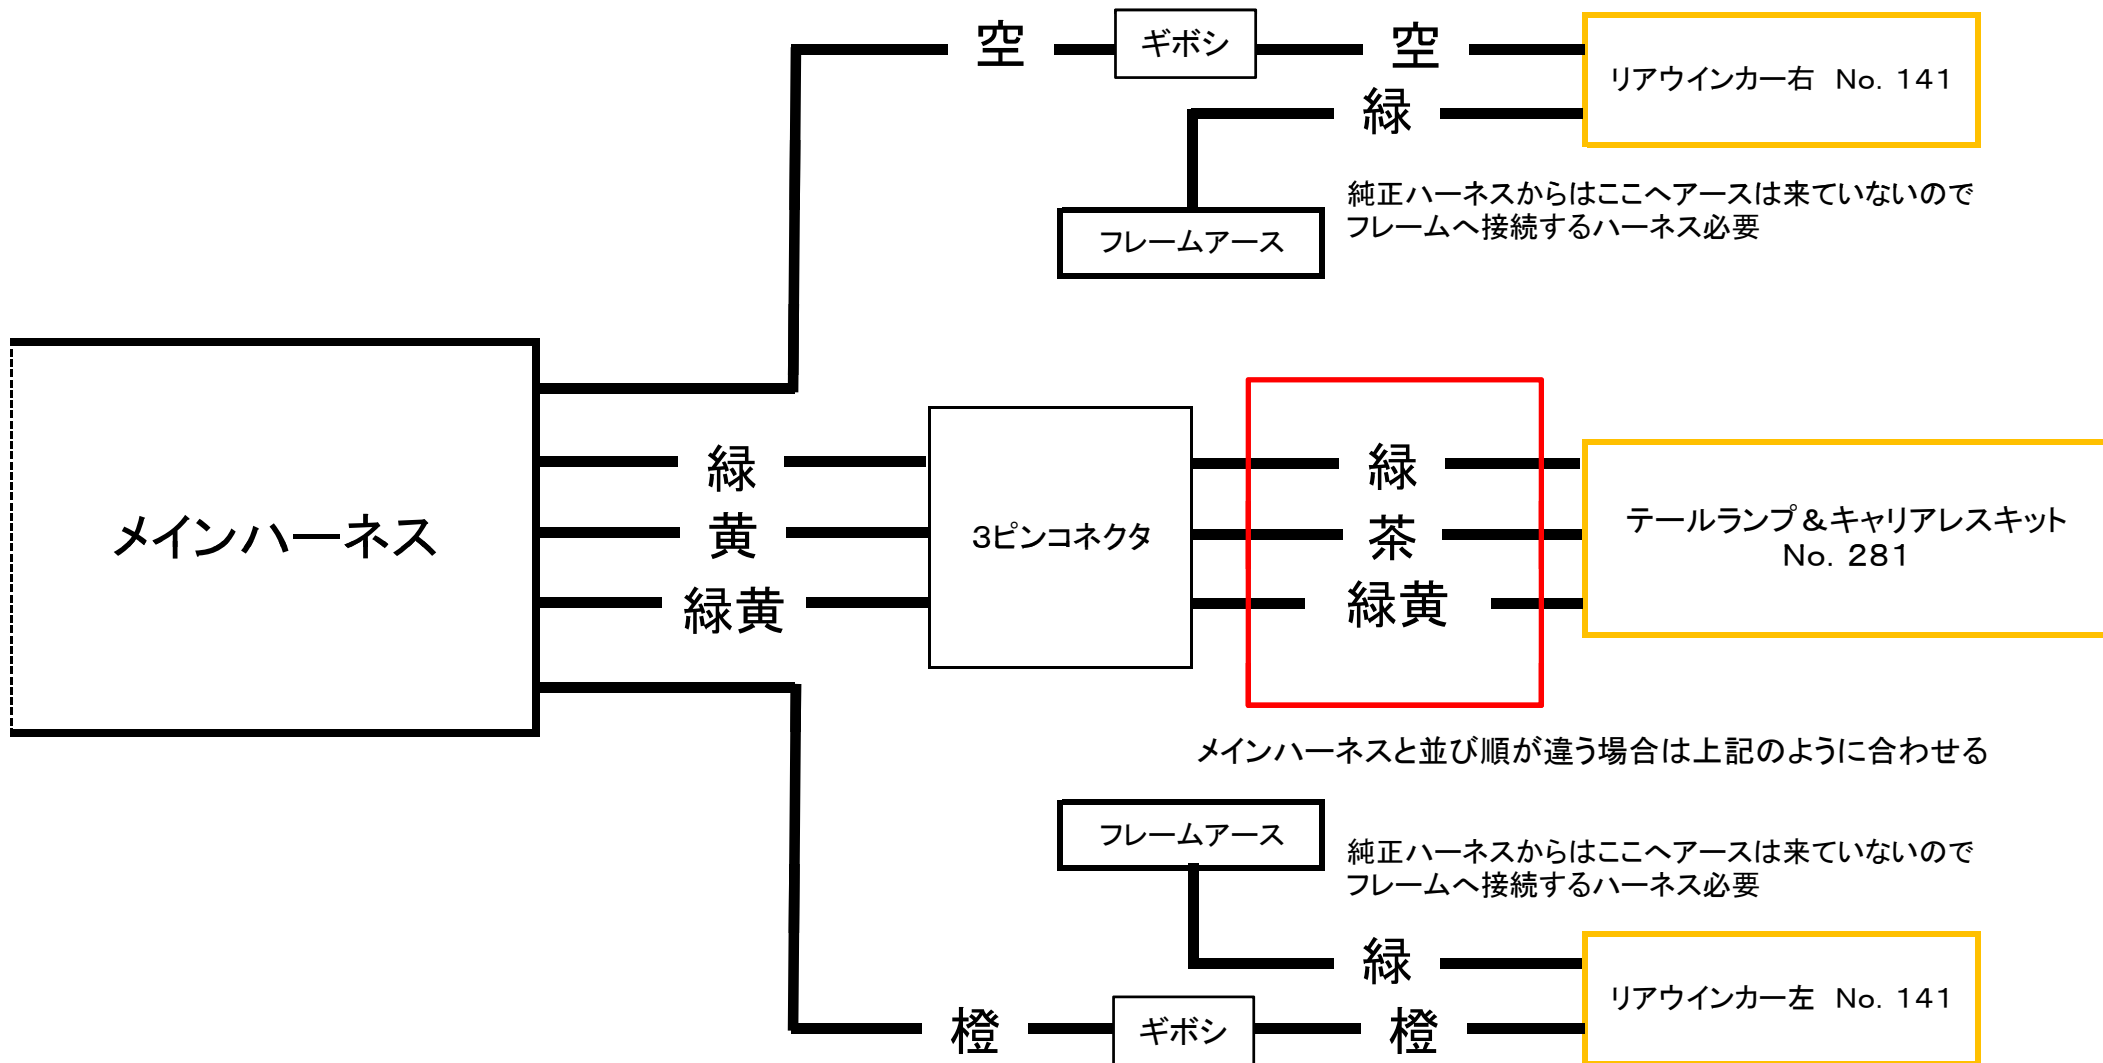 空
ギボシ
空
リアウインカー右　No. 141
緑
純正ハーネスからはここへアースは来ていないので
フレームへ接続するハーネス必要
フレームアース
メインハーネス
緑
黄
緑黄
3ピンコネクタ
緑
茶
緑黄
テールランプ＆キャリアレスキット
No. 281
メインハーネスと並び順が違う場合は上記のように合わせる
フレームアース
純正ハーネスからはここへアースは来ていないので
フレームへ接続するハーネス必要
緑
リアウインカー左　No. 141
橙
ギボシ
橙